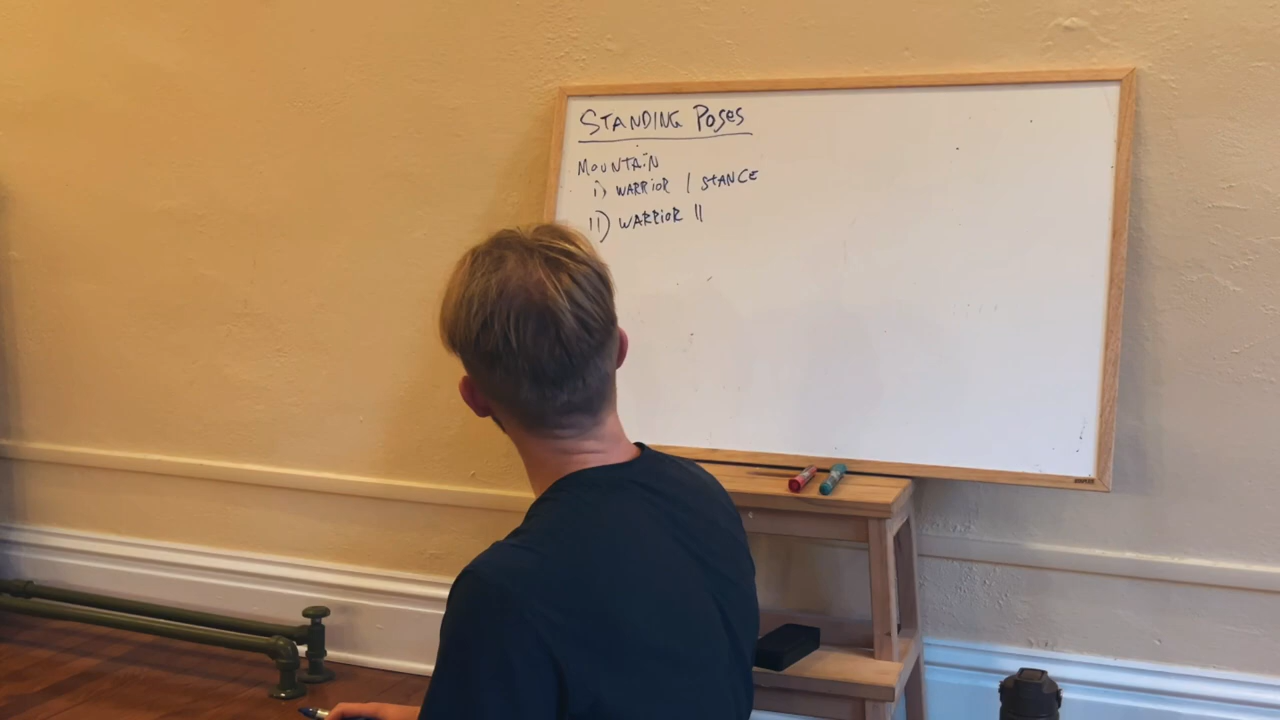 STANDING POSES
MOUNTAIN
i) WARRIOR | STANCE
II) WARRIOR II